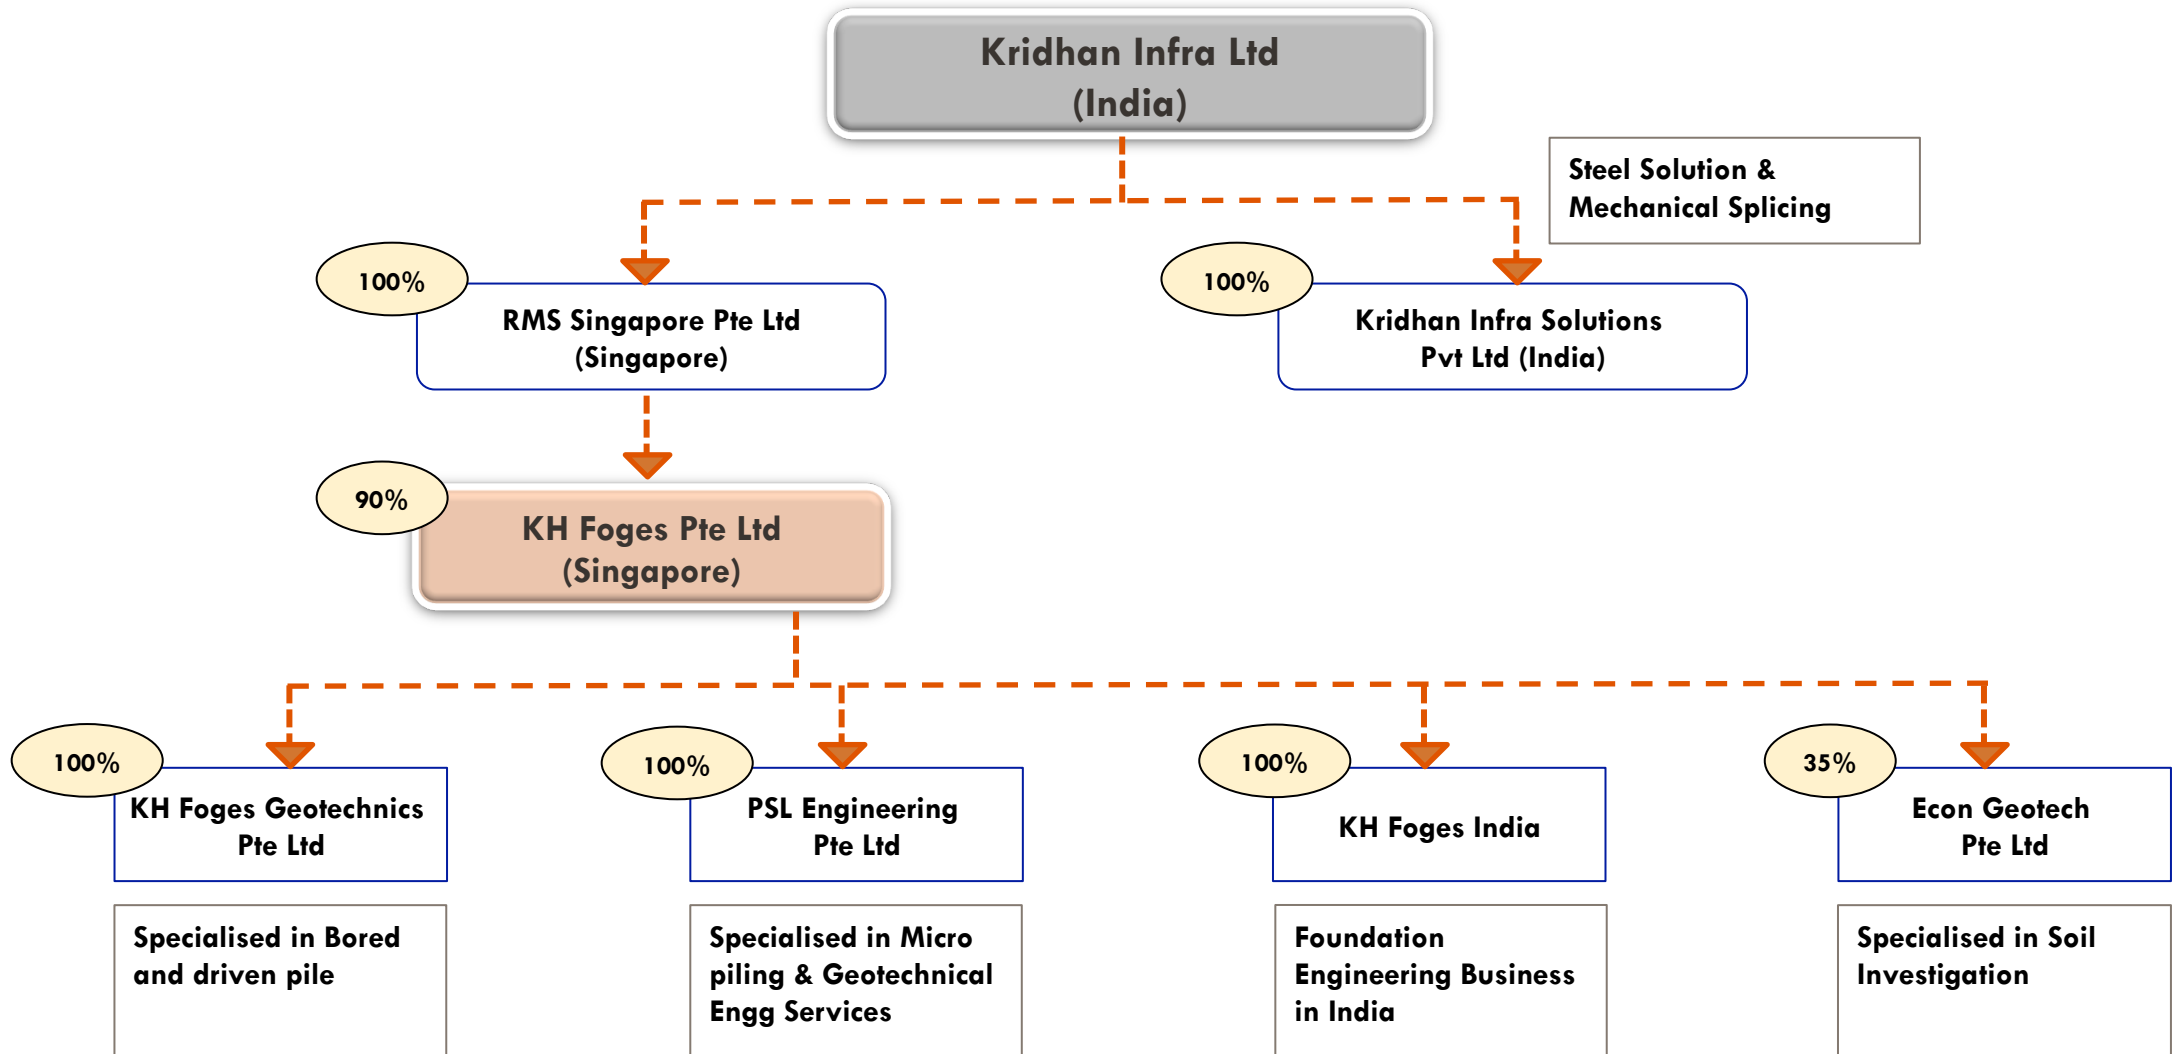 Kridhan Infra Ltd
(India)
Steel Solution &
Mechanical Splicing
100%
RMS Singapore Pte Ltd
(Singapore)
100%
Kridhan Infra Solutions
Pvt Ltd (India)
90%
KH Foges Pte Ltd
(Singapore)
100%
KH Foges Geotechnics
Pte Ltd
100%
PSL Engineering
Pte Ltd
100%
KH Foges India
35%
Econ Geotech
Pte Ltd
Specialised in Bored
and driven pile
Specialised in Micro
piling & Geotechnical
Engg Services
Foundation
Engineering Business
in India
Specialised in Soil
Investigation